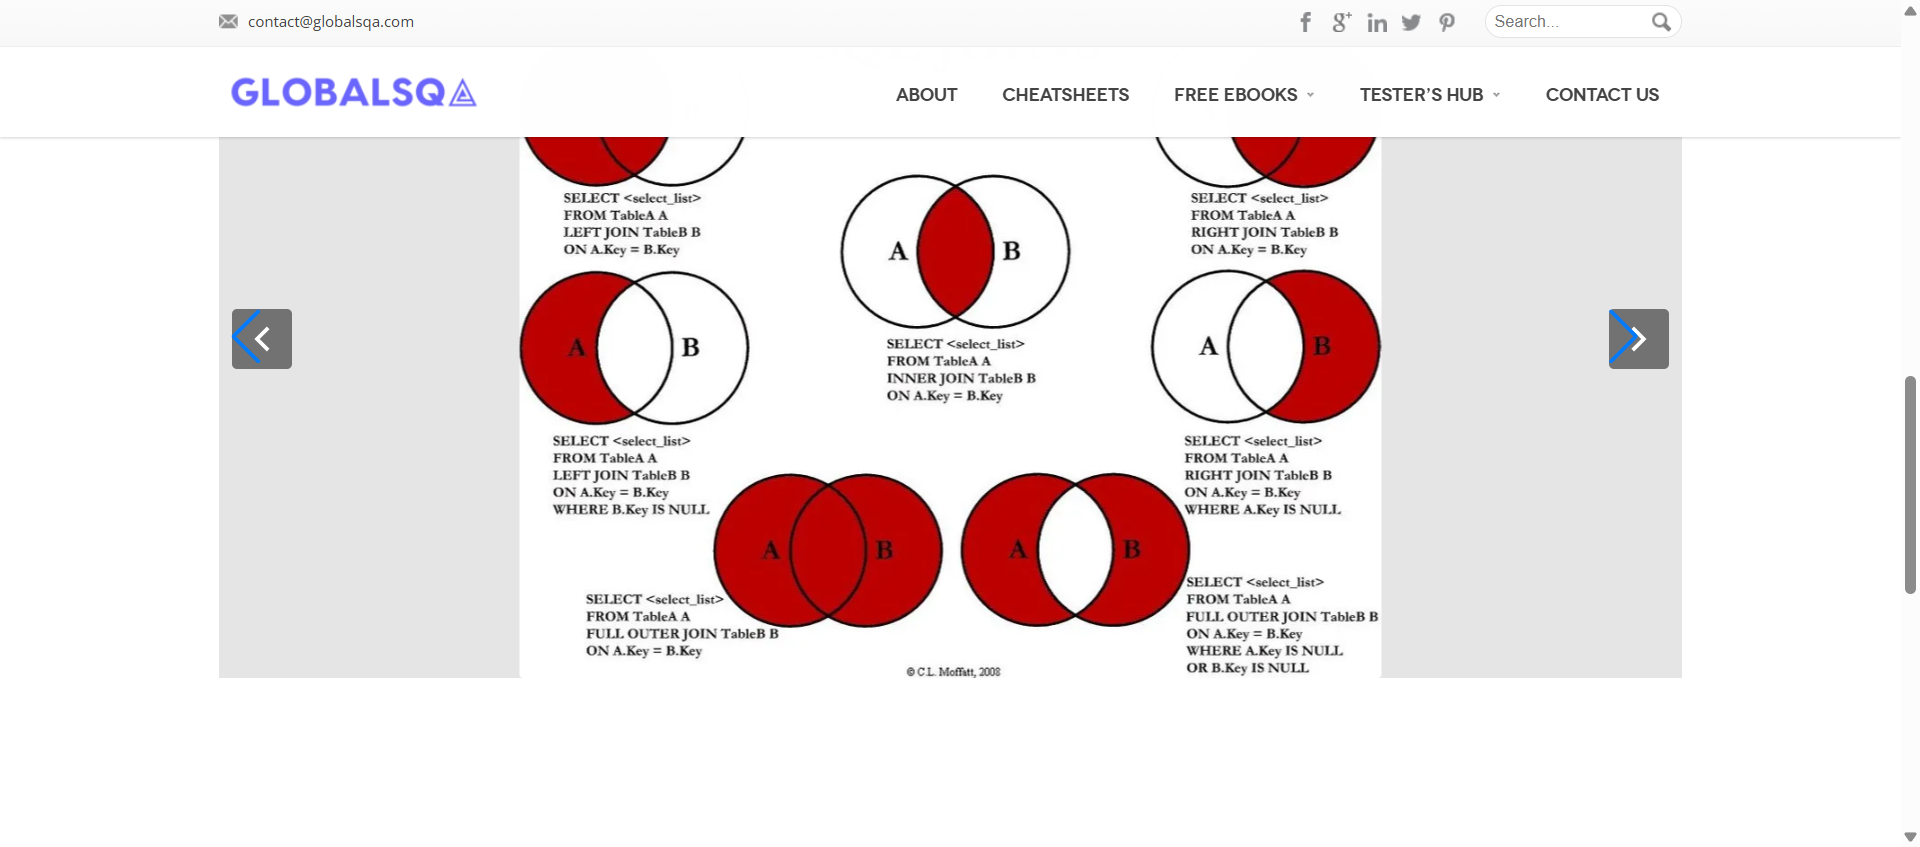 contact@globalsqa.com
Search...
GLOBALSQA
ABOUT
CHEATSHEETS
FREE EBOOKS
TESTER’S HUB
CONTACT US
SELECT <select_list>
FROM TableA A
LEFT JOIN TableB B
ON A.Key = B.Key
A B
SELECT <select_list>
FROM TableA A
INNER JOIN TableB B
ON A.Key = B.Key
SELECT <select_list>
FROM TableA A
RIGHT JOIN TableB B
ON A.Key = B.Key
A B
SELECT <select_list>
FROM TableA A
LEFT JOIN TableB B
ON A.Key = B.Key
WHERE B.Key IS NULL
A B
SELECT <select_list>
FROM TableA A
RIGHT JOIN TableB B
ON A.Key = B.Key
WHERE A.Key IS NULL
A B
SELECT <select_list>
FROM TableA A
FULL OUTER JOIN TableB B
ON A.Key = B.Key
A B
SELECT <select_list>
FROM TableA A
FULL OUTER JOIN TableB B
ON A.Key = B.Key
WHERE A.Key IS NULL
OR B.Key IS NULL
© C.L. Moffatt, 2008